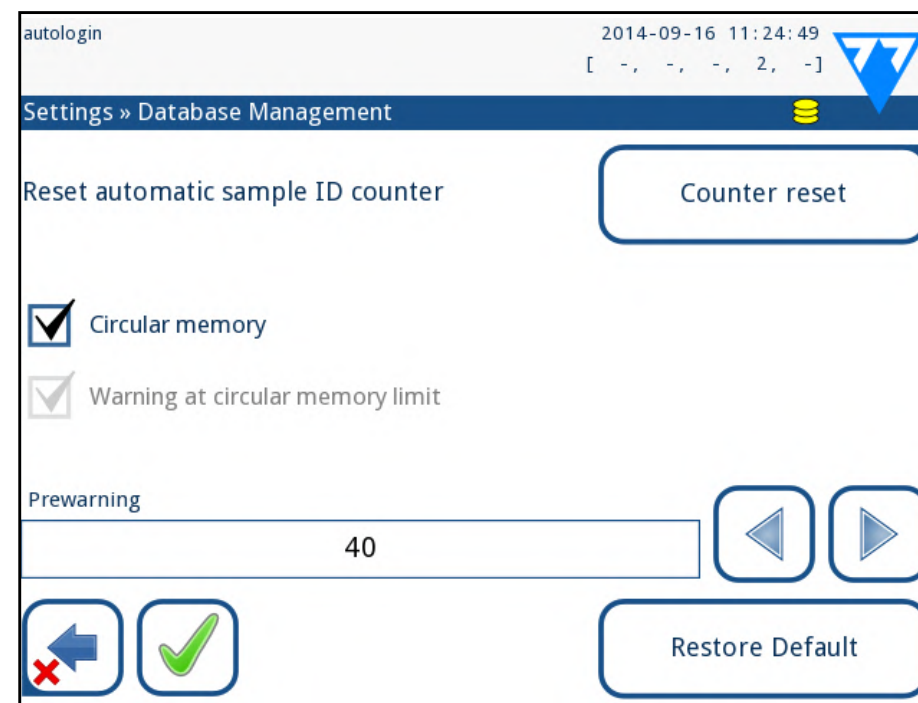 autologin
2014-09-16 11:24:49
[ -, -, -, 2, -]
Settings » Database Management
Reset automatic sample ID counter
Counter reset
Circular memory
Warning at circular memory limit
Prewarning
40
Restore Default